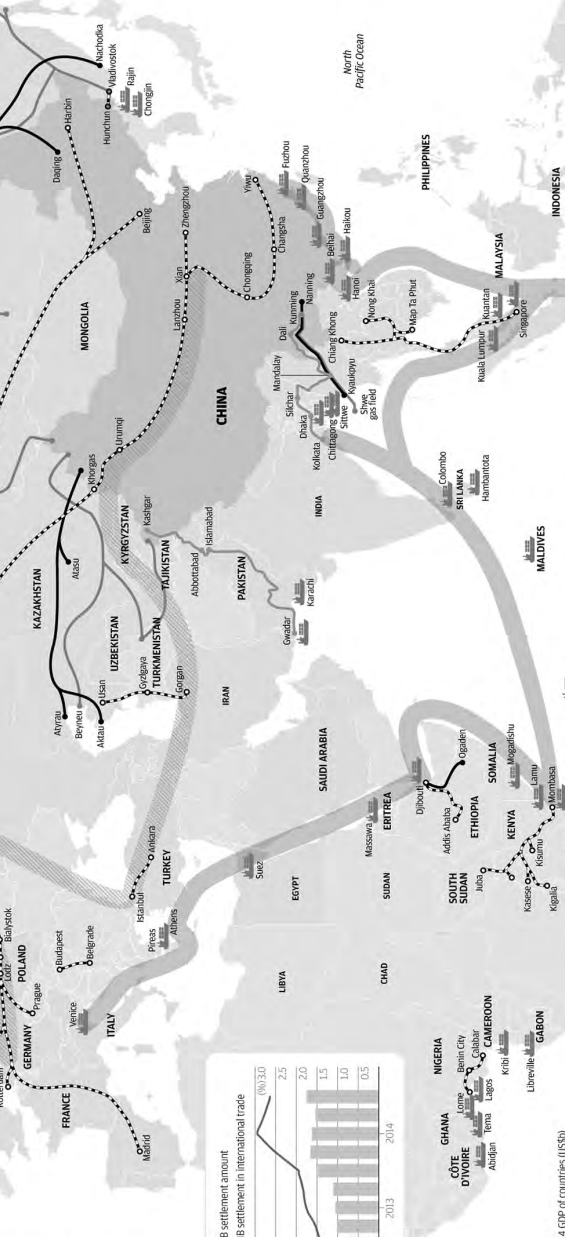 Rotterdam
Lodz
Bialystok
POLAND
GERMANY
Prague
Budapest
Belgrade
FRANCE
Madrid
Venice
ITALY
Pireas
Athens
Istanbul
Ankara
TURKEY
Atyrau
Beyneu
Aktau
Usan
Gyzlgaya
Gorgan
KAZAKHSTAN
Atasu
UZBEKISTAN
TURKMENISTAN
KYRGYZSTAN
TAJIKISTAN
Khorgas
Urumqi
Kashgar
MONGOLIA
CHINA
Daqing
Harbin
Nachodka
Hunchun
Vladivostok
Rajin
Chongjin
Beijing
Lanzhou
Xian
Zhengzhou
Chongqing
Changsha
Yiwu
Fuzhou
Quanzhou
Guangzhou
Beihai
Haikou
Hanoi
North
Pacific Ocean
Abbottabad
Islamabad
PAKISTAN
Gwadar
Karachi
IRAN
INDIA
Mandalay
Dali
Kunming
Nanning
Silchar
Dhaka
Kolkata
Chittagong
Sittwe
Kyaukpyu
Shwe
gas field
Chiang Khong
Nong Khai
Map Ta Phut
PHILIPPINES
Kuala Lumpur
Kuantan
MALAYSIA
Singapore
INDONESIA
Colombo
SRI LANKA
Hambantota
MALDIVES
Suez
EGYPT
LIBYA
SAUDI ARABIA
Massawa
ERITREA
SUDAN
CHAD
Djibouti
Addis Ababa
ETHIOPIA
Ogaden
SOMALIA
Mogadishu
SOUTH
SUDAN
Juba
KENYA
Lamu
Mombasa
Kisumu
Kasese
Kigalia
NIGERIA
Benin City
Calabar
CAMEROON
Kribi
Libreville
GABON
GHANA
Lome
Lagos
Tema
CÔTE
D'IVOIRE
Abidjan
B settlement amount
IB settlement in international trade
(%) 3.0
2.5
2.0
1.5
1.0
0.5
2013
2014
4 GDP of countries (US$b)